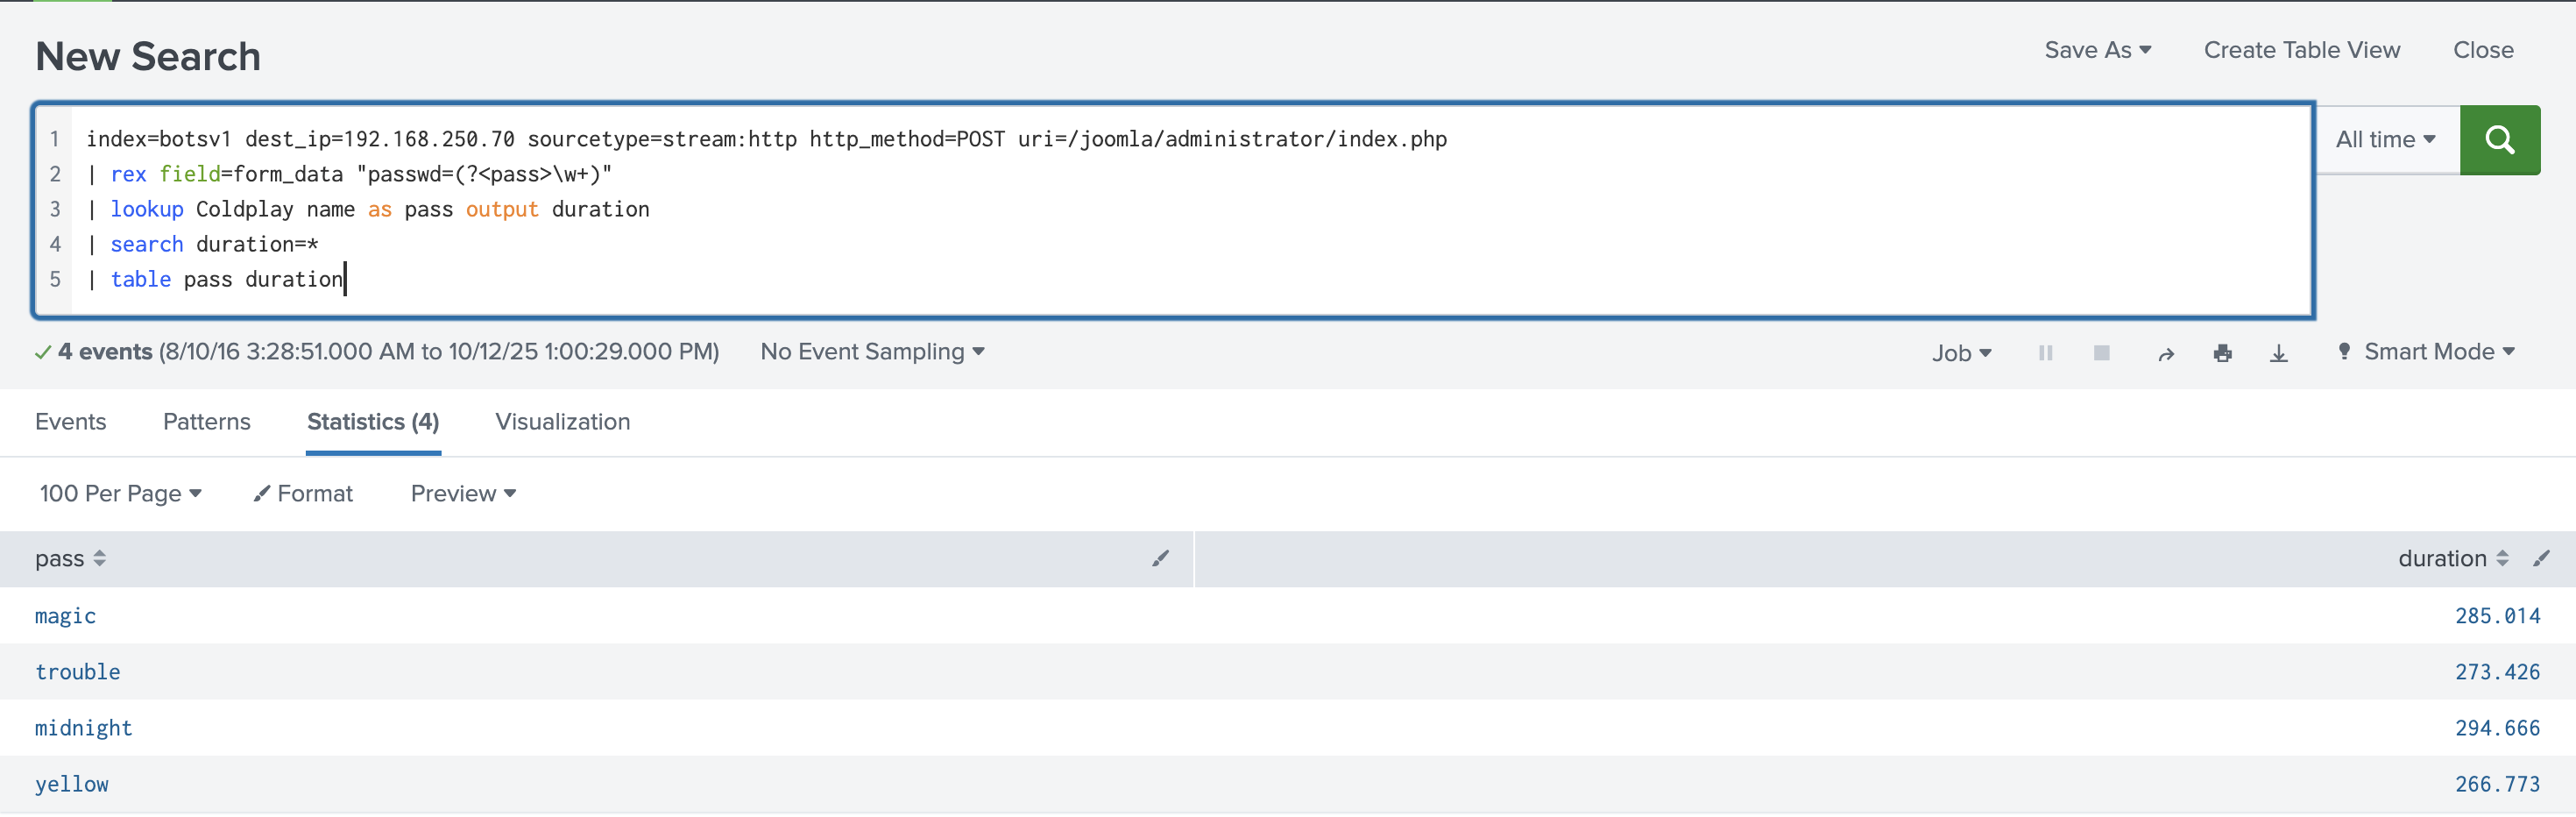 New Search
Save As Create Table View Close
1 index=botsv1 dest_ip=192.168.250.70 sourcetype=stream:http http_method=POST uri=/joomla/administrator/index.php
All time
2 | rex field=form_data "passwd=(?<pass>\w+)"
3 | lookup Coldplay name as pass output duration
4 | search duration=*
5 | table pass duration
4 events (8/10/16 3:28:51.000 AM to 10/12/25 1:00:29.000 PM) No Event Sampling Job Smart Mode
Events Patterns Statistics (4) Visualization
100 Per Page Format Preview
pass duration
magic 285.014
trouble 273.426
midnight 294.666
yellow 266.773